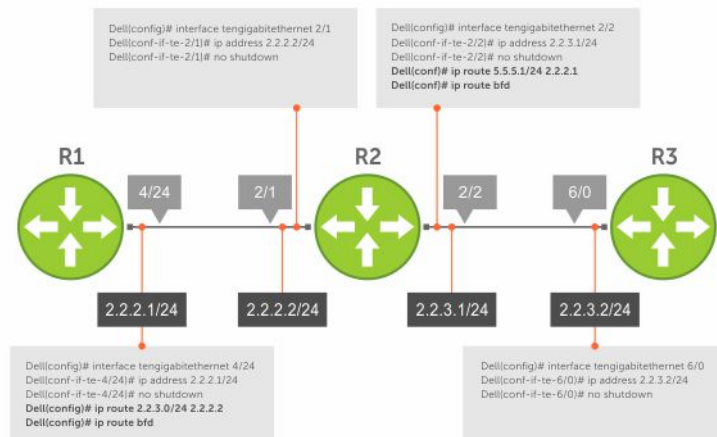 Dell(config)# interface tengigabitethernet 2/1
Dell(conf-if-te-2/1)# ip address 2.2.2.2/24
Dell(conf-if-te-2/1)# no shutdown
Dell(config)# interface tengigabitethernet 2/2
Dell(conf-if-te-2/2)# ip address 2.2.3.1/24
Dell(conf-if-te-2/2)# no shutdown
Dell(conf)# ip route 5.5.5.1/24 2.2.2.1
Dell(conf)# ip route bfd
R1
R2
R3
4/24
2/1
2/2
6/0
2.2.2.1/24
2.2.2.2/24
2.2.3.1/24
2.2.3.2/24
Dell(config)# interface tengigabitethernet 4/24
Dell(conf-if-te-4/24)# ip address 2.2.2.1/24
Dell(conf-if-te-4/24)# no shutdown
Dell(config)# ip route 2.2.3.0/24 2.2.2.2
Dell(config)# ip route bfd
Dell(config)# interface tengigabitethernet 6/0
Dell(conf-if-te-6/0)# ip address 2.2.3.2/24
Dell(conf-if-te-6/0)# no shutdown